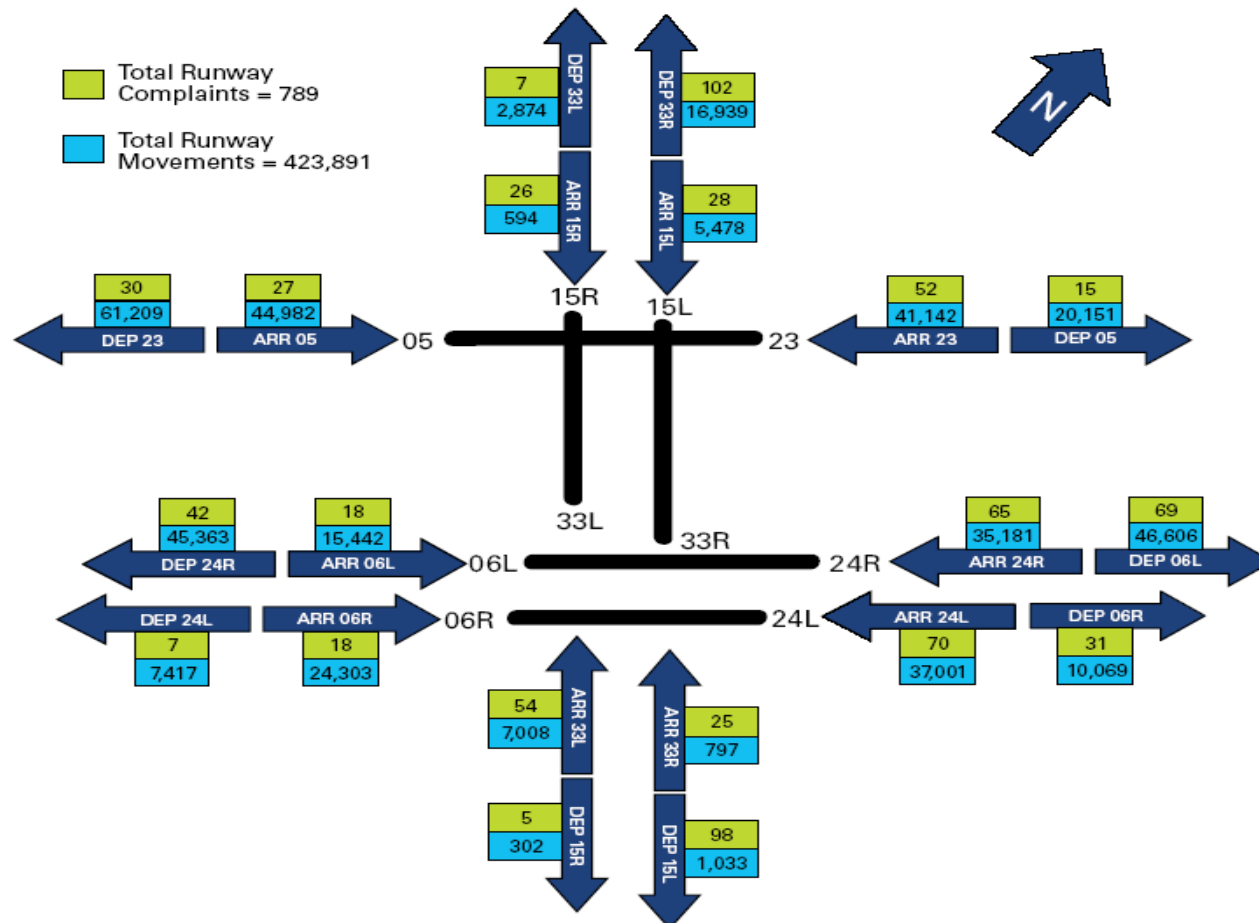 Total Runway
Complaints = 789
Total Runway
Movements = 423,891
N
DEP 33L
7
2,874
ARR 15R
26
594
DEP 33R
102
16,939
ARR 15L
28
5,478
15R
15L
30
61,209
DEP 23
27
44,982
ARR 05
05
23
52
41,142
ARR 23
15
20,151
DEP 05
33L
33R
42
45,363
DEP 24R
18
15,442
ARR 06L
06L
24R
65
35,181
ARR 24R
69
46,606
DEP 06L
DEP 24L
7
7,417
ARR 06R
18
24,303
06R
24L
ARR 24L
70
37,001
DEP 06R
31
10,069
54
7,008
ARR 33L
5
302
DEP 15R
ARR 33R
25
797
DEP 15L
98
1,033